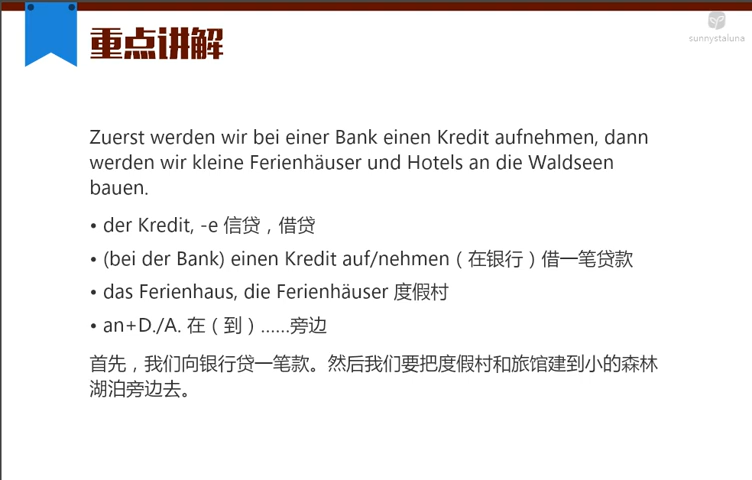 重点讲解
sunnystaluna
Zuerst werden wir bei einer Bank einen Kredit aufnehmen, dann
werden wir kleine Ferienhäuser und Hotels an die Waldseen
bauen.
• der Kredit, -e 信贷，借贷
• (bei der Bank) einen Kredit auf/nehmen（在银行）借一笔贷款
• das Ferienhaus, die Ferienhäuser 度假村
• an+D./A. 在（到）……旁边
首先，我们向银行贷一笔款。然后我们要把度假村和旅馆建到小的森林
湖泊旁边去。